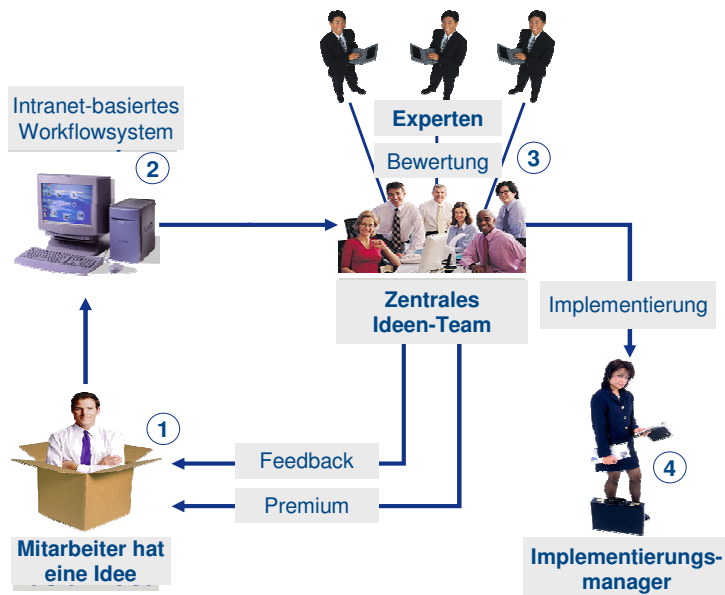 Intranet-basiertes
Workflowsystem
2
Experten
Bewertung
3
Zentrales
Ideen-Team
Implementierung
1
Feedback
Premium
4
Mitarbeiter hat
eine Idee
Implementierungs-
manager